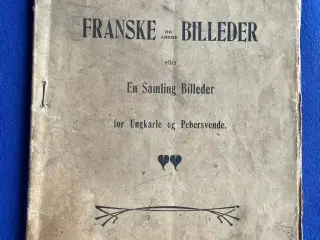 FRANSKE OG ANDRE BILLEDER
eller
En Samling Billeder
for Ungkarle og Pebersvende.